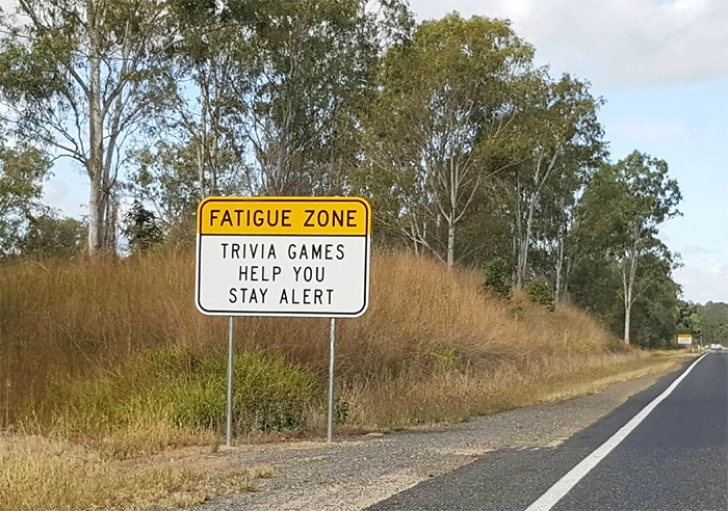 FATIGUE ZONE
TRIVIA GAMES
HELP YOU
STAY ALERT